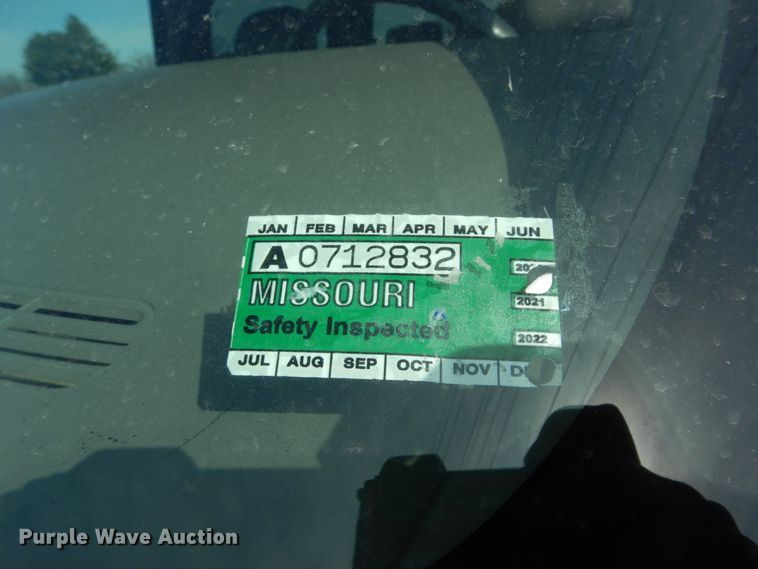 JAN FEB MAR APR MAY JUN
A 0712832
MISSOURI
2021
Safety Inspected
2022
JUL AUG SEP OCT NOV
Purple Wave Auction